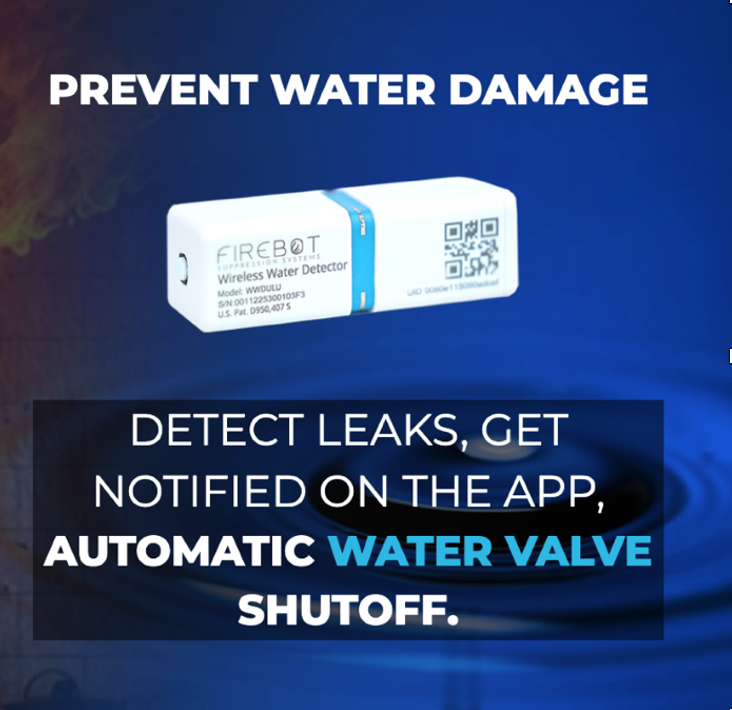 PREVENT WATER DAMAGE
FIREBOT
SUPPRESSION SYSTEMS
Wireless Water Detector
Model: WWDULU
S/N:0011225300103F3
U.S. Pat. D950,407 S
UID
DETECT LEAKS, GET
NOTIFIED ON THE APP,
AUTOMATIC WATER VALVE
SHUTOFF.